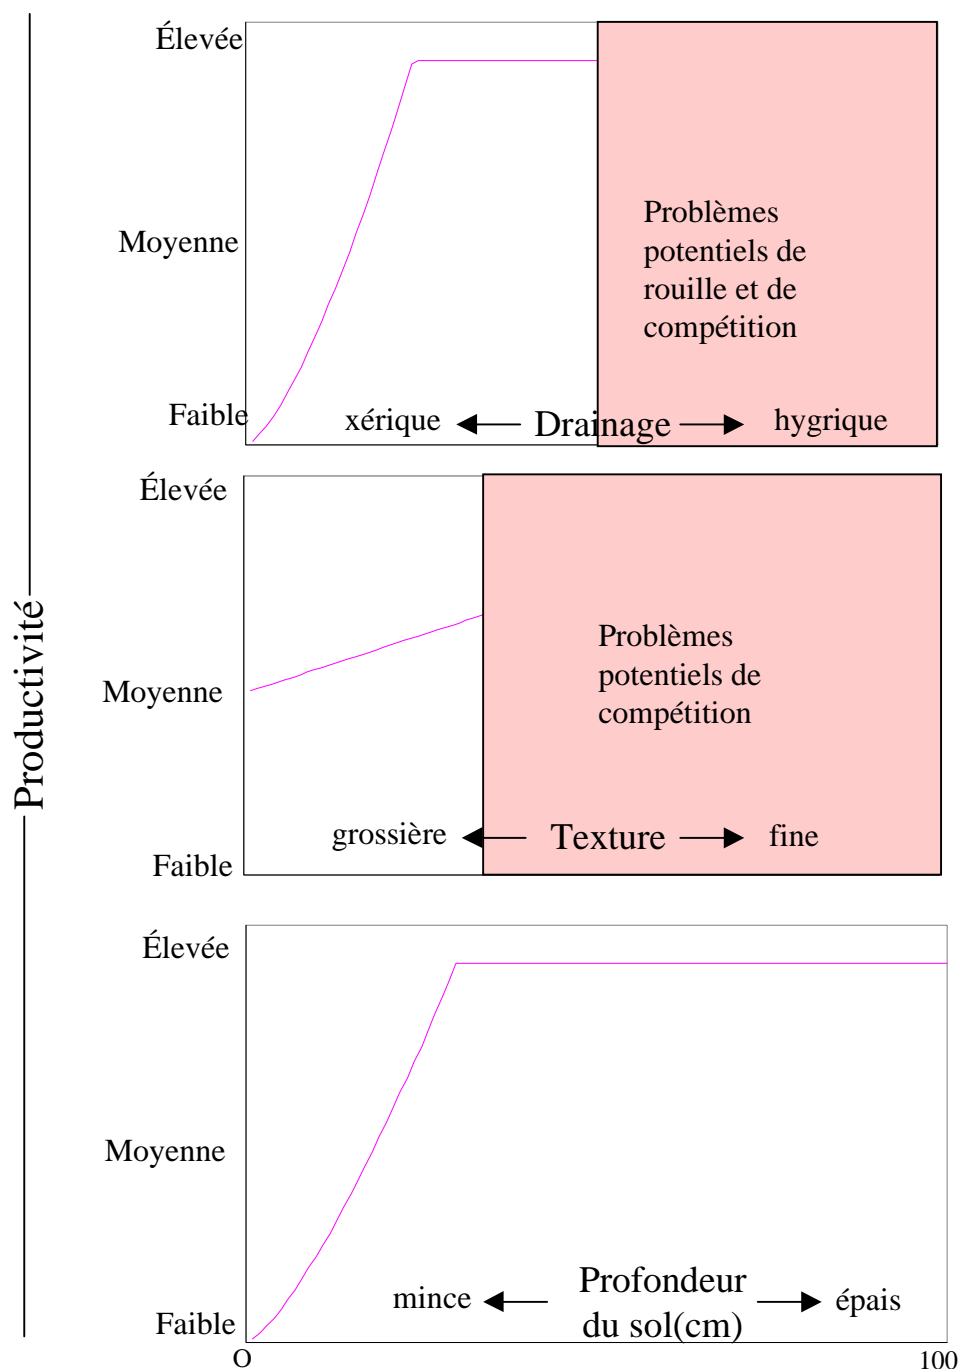 Productivité
Élevée
Moyenne
Faible
Problèmes
potentiels de
rouille et de
compétition
xérique
Drainage
hygrique
Élevée
Moyenne
Faible
Problèmes
potentiels de
compétition
grossière
Texture
fine
Élevée
Moyenne
Faible
mince
Profondeur
du sol(cm)
épais
O
100